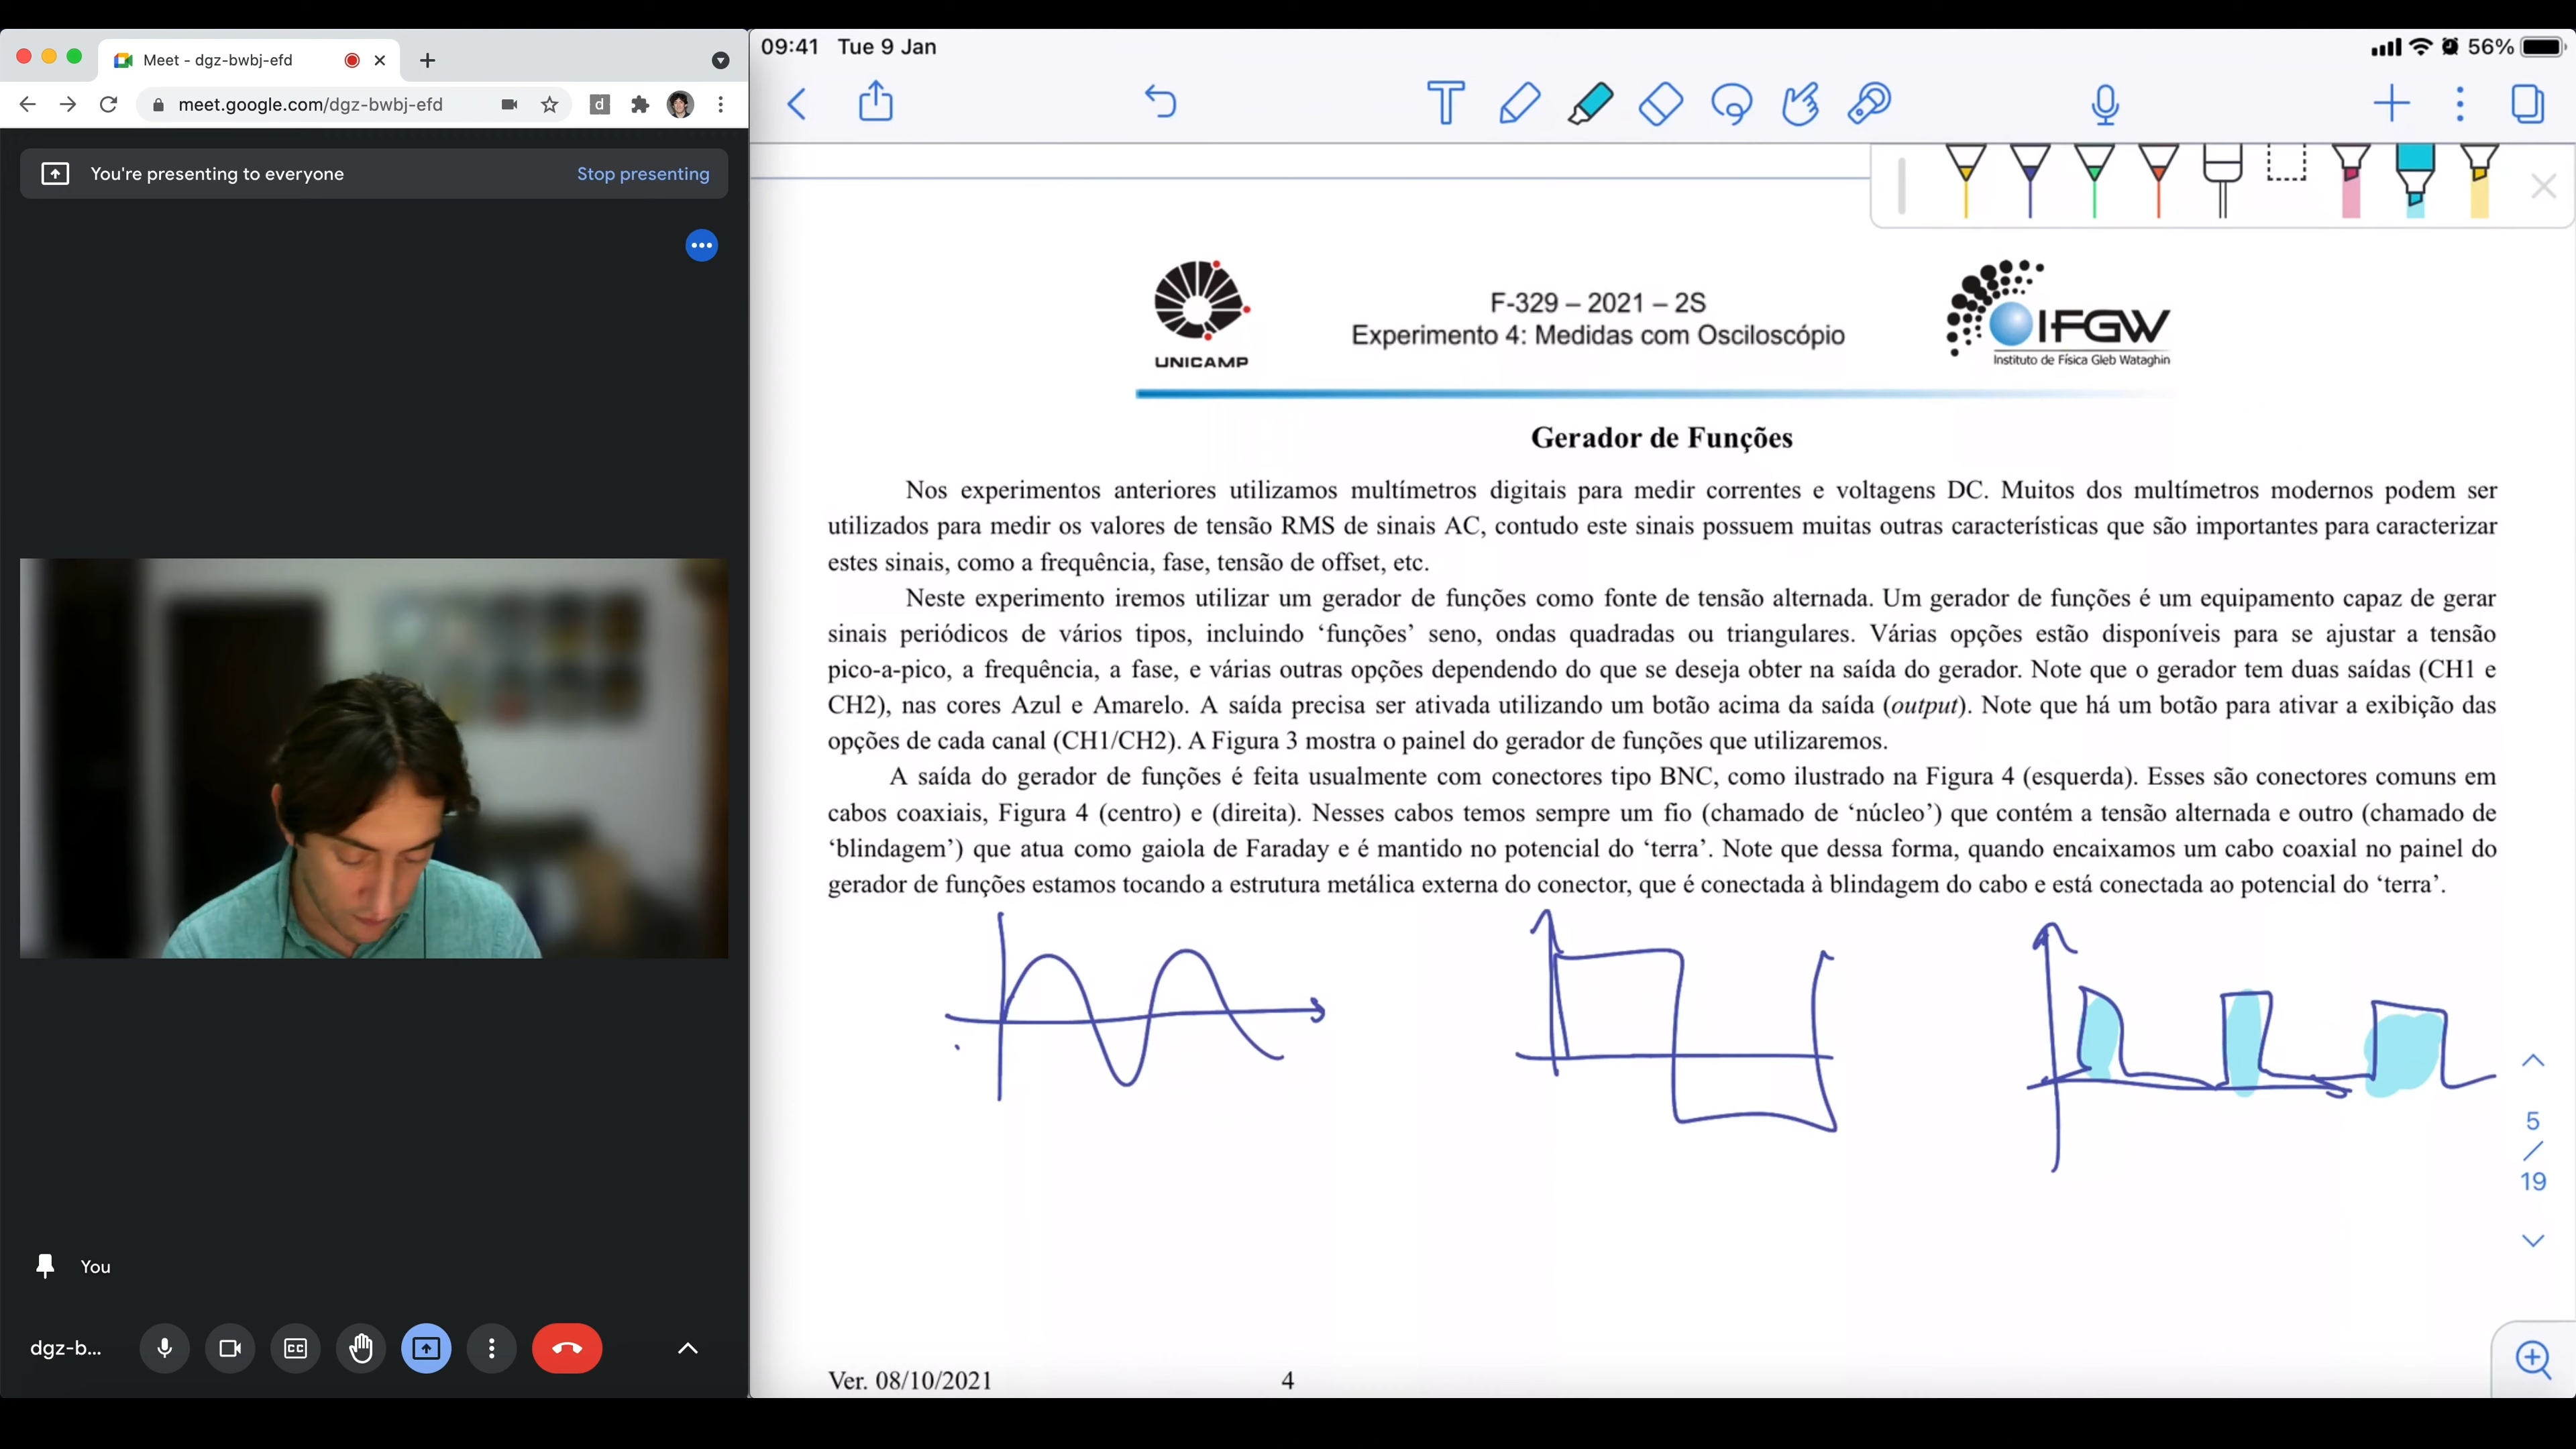 Meet - dgz-bwbj-efd
meet.google.com/dgz-bwbj-efd
d
You're presenting to everyone
Stop presenting
You
dgz-b...
CC
09:41 Tue 9 Jan
56%
T
UNICAMP
F-329 – 2021 – 2S
Experimento 4: Medidas com Osciloscópio
IFGW
Instituto de Física Gleb Wataghin
Gerador de Funções
Nos experimentos anteriores utilizamos multímetros digitais para medir correntes e voltagens DC. Muitos dos multímetros modernos podem ser
utilizados para medir os valores de tensão RMS de sinais AC, contudo este sinais possuem muitas outras características que são importantes para caracterizar
estes sinais, como a frequência, fase, tensão de offset, etc.
Neste experimento iremos utilizar um gerador de funções como fonte de tensão alternada. Um gerador de funções é um equipamento capaz de gerar
sinais periódicos de vários tipos, incluindo ‘funções’ seno, ondas quadradas ou triangulares. Várias opções estão disponíveis para se ajustar a tensão
pico-a-pico, a frequência, a fase, e várias outras opções dependendo do que se deseja obter na saída do gerador. Note que o gerador tem duas saídas (CH1 e
CH2), nas cores Azul e Amarelo. A saída precisa ser ativada utilizando um botão acima da saída (output). Note que há um botão para ativar a exibição das
opções de cada canal (CH1/CH2). A Figura 3 mostra o painel do gerador de funções que utilizaremos.
A saída do gerador de funções é feita usualmente com conectores tipo BNC, como ilustrado na Figura 4 (esquerda). Esses são conectores comuns em
cabos coaxiais, Figura 4 (centro) e (direita). Nesses cabos temos sempre um fio (chamado de ‘núcleo’) que contém a tensão alternada e outro (chamado de
‘blindagem’) que atua como gaiola de Faraday e é mantido no potencial do ‘terra’. Note que dessa forma, quando encaixamos um cabo coaxial no painel do
gerador de funções estamos tocando a estrutura metálica externa do conector, que é conectada à blindagem do cabo e está conectada ao potencial do ‘terra’.
5
/
19
Ver. 08/10/2021
4